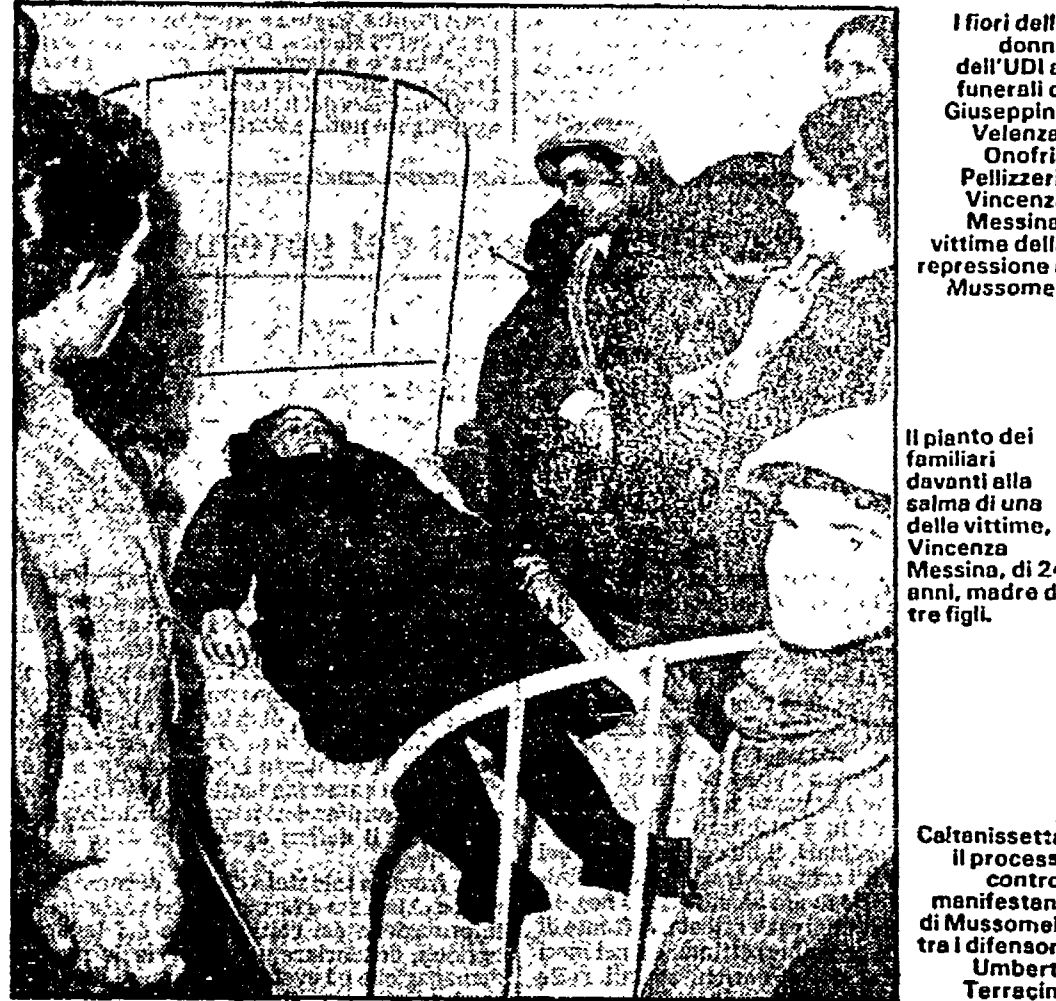 I fiori dell
donn
dell'UDI a
funerali d
Giuseppin
Velenza
Onofri
Pellizzeri
Vincenza
Messina
vittime dell
repressione a
Mussome
Il pianto dei
familiari
davanti alla
salma di una
delle vittime,
Vincenza
Messina, di 24
anni, madre d
tre figli.
Caltanissetta
il process
contro
manifestan
di Mussomel
tra i difensor
Umbert
Terracin